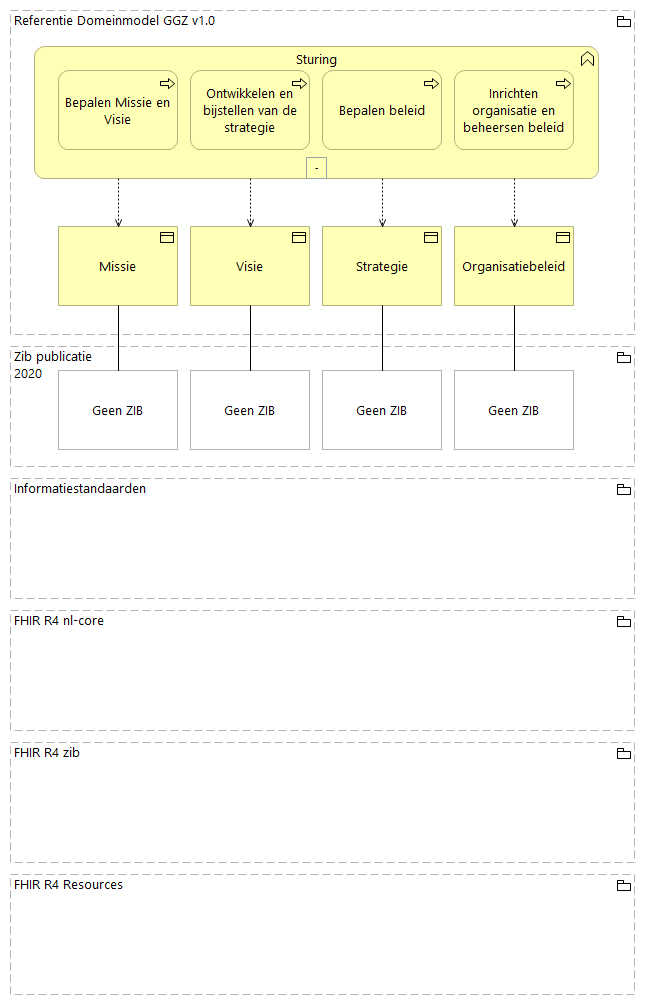 Referentie Domeinmodel GGZ v1.0
Sturing
Bepalen Missie en
Visie
Ontwikkelen en
bijstellen van de
strategie
Bepalen beleid
Inrichten
organisatie en
beheersen beleid
-
Missie
Visie
Strategie
Organisatiebeleid
Zib publicatie
2020
Geen ZIB
Geen ZIB
Geen ZIB
Geen ZIB
Informatiestandaarden
FHIR R4 nl-core
FHIR R4 zib
FHIR R4 Resources